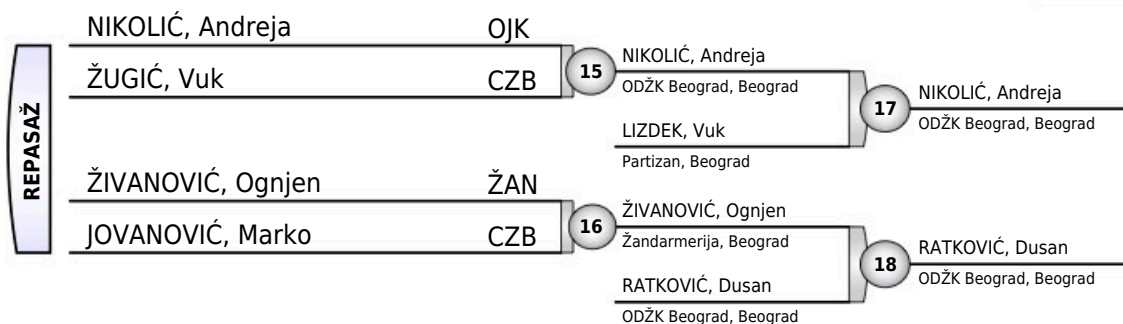 REPASAŽ
NIKOLIĆ, Andreja OJK
ŽUGIĆ, Vuk CZB
ŽIVANOVIĆ, Ognjen ŽAN
JOVANOVIĆ, Marko CZB
15
16
NIKOLIĆ, Andreja
ODŽK Beograd, Beograd
LIZDEK, Vuk
Partizan, Beograd
ŽIVANOVIĆ, Ognjen
Žandarmerija, Beograd
RATKOVIĆ, Dusan
ODŽK Beograd, Beograd
17
18
NIKOLIĆ, Andreja
ODŽK Beograd, Beograd
RATKOVIĆ, Dusan
ODŽK Beograd, Beograd